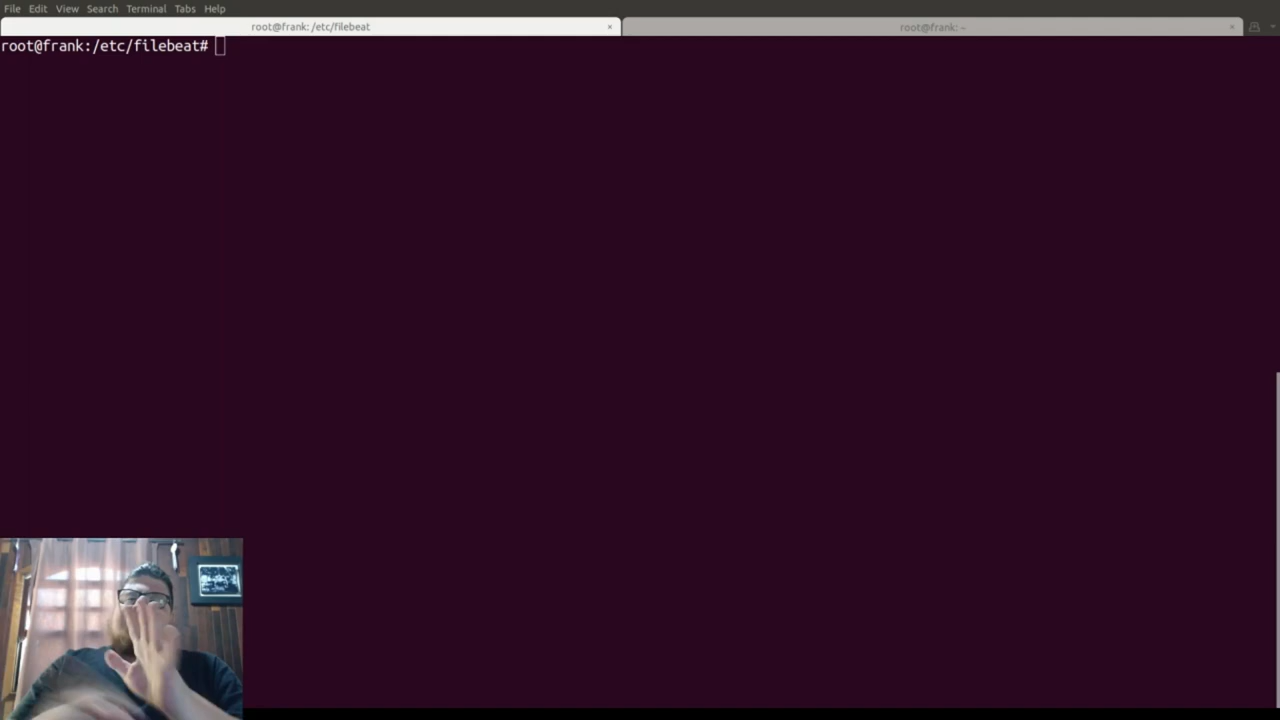 File Edit View Search Terminal Tabs Help
root@frank: /etc/filebeat × root@frank: ~ ×
root@frank:/etc/filebeat#